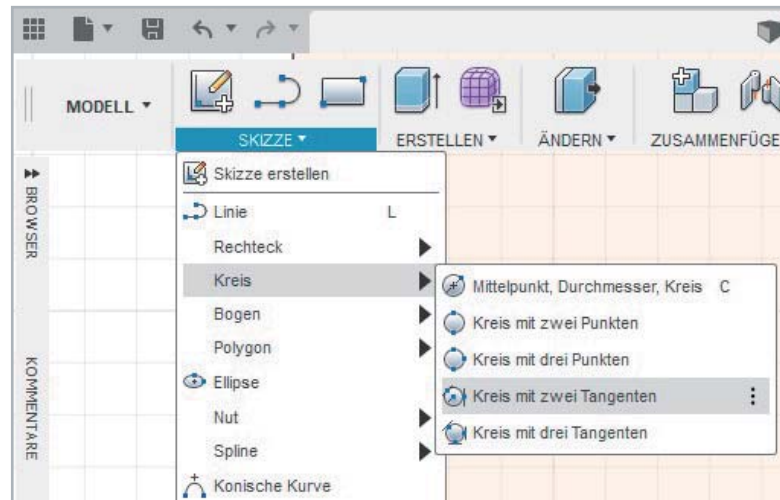 MODELL
SKIZZE
ERSTELLEN
ÄNDERN
ZUSAMMENFÜGE
BROWSER
KOMMENTARE
Skizze erstellen
Linie L
Rechteck
Kreis
Bogen
Polygon
Ellipse
Nut
Spline
Konische Kurve
Mittelpunkt, Durchmesser, Kreis C
Kreis mit zwei Punkten
Kreis mit drei Punkten
Kreis mit zwei Tangenten
Kreis mit drei Tangenten